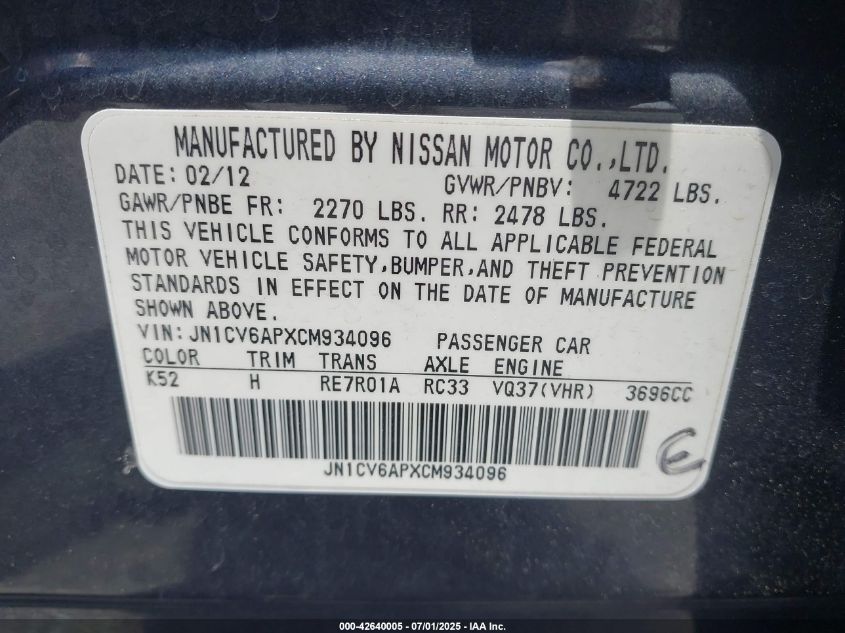 MANUFACTURED BY NISSAN MOTOR CO.,LTD.
DATE: 02/12 GVWR/PNBV: 4722 LBS.
GAWR/PNBE FR: 2270 LBS. RR: 2478 LBS.
THIS VEHICLE CONFORMS TO ALL APPLICABLE FEDERAL
MOTOR VEHICLE SAFETY,BUMPER,AND THEFT PREVENTION
STANDARDS IN EFFECT ON THE DATE OF MANUFACTURE
SHOWN ABOVE.
VIN: JN1CV6APXCM934096 PASSENGER CAR
COLOR TRIM TRANS AXLE ENGINE
K52 H RE7R01A RC33 VQ37(VHR) 3696CC
JN1CV6APXCM934096
E
000-42640005 - 07/01/2025 - IAA Inc.